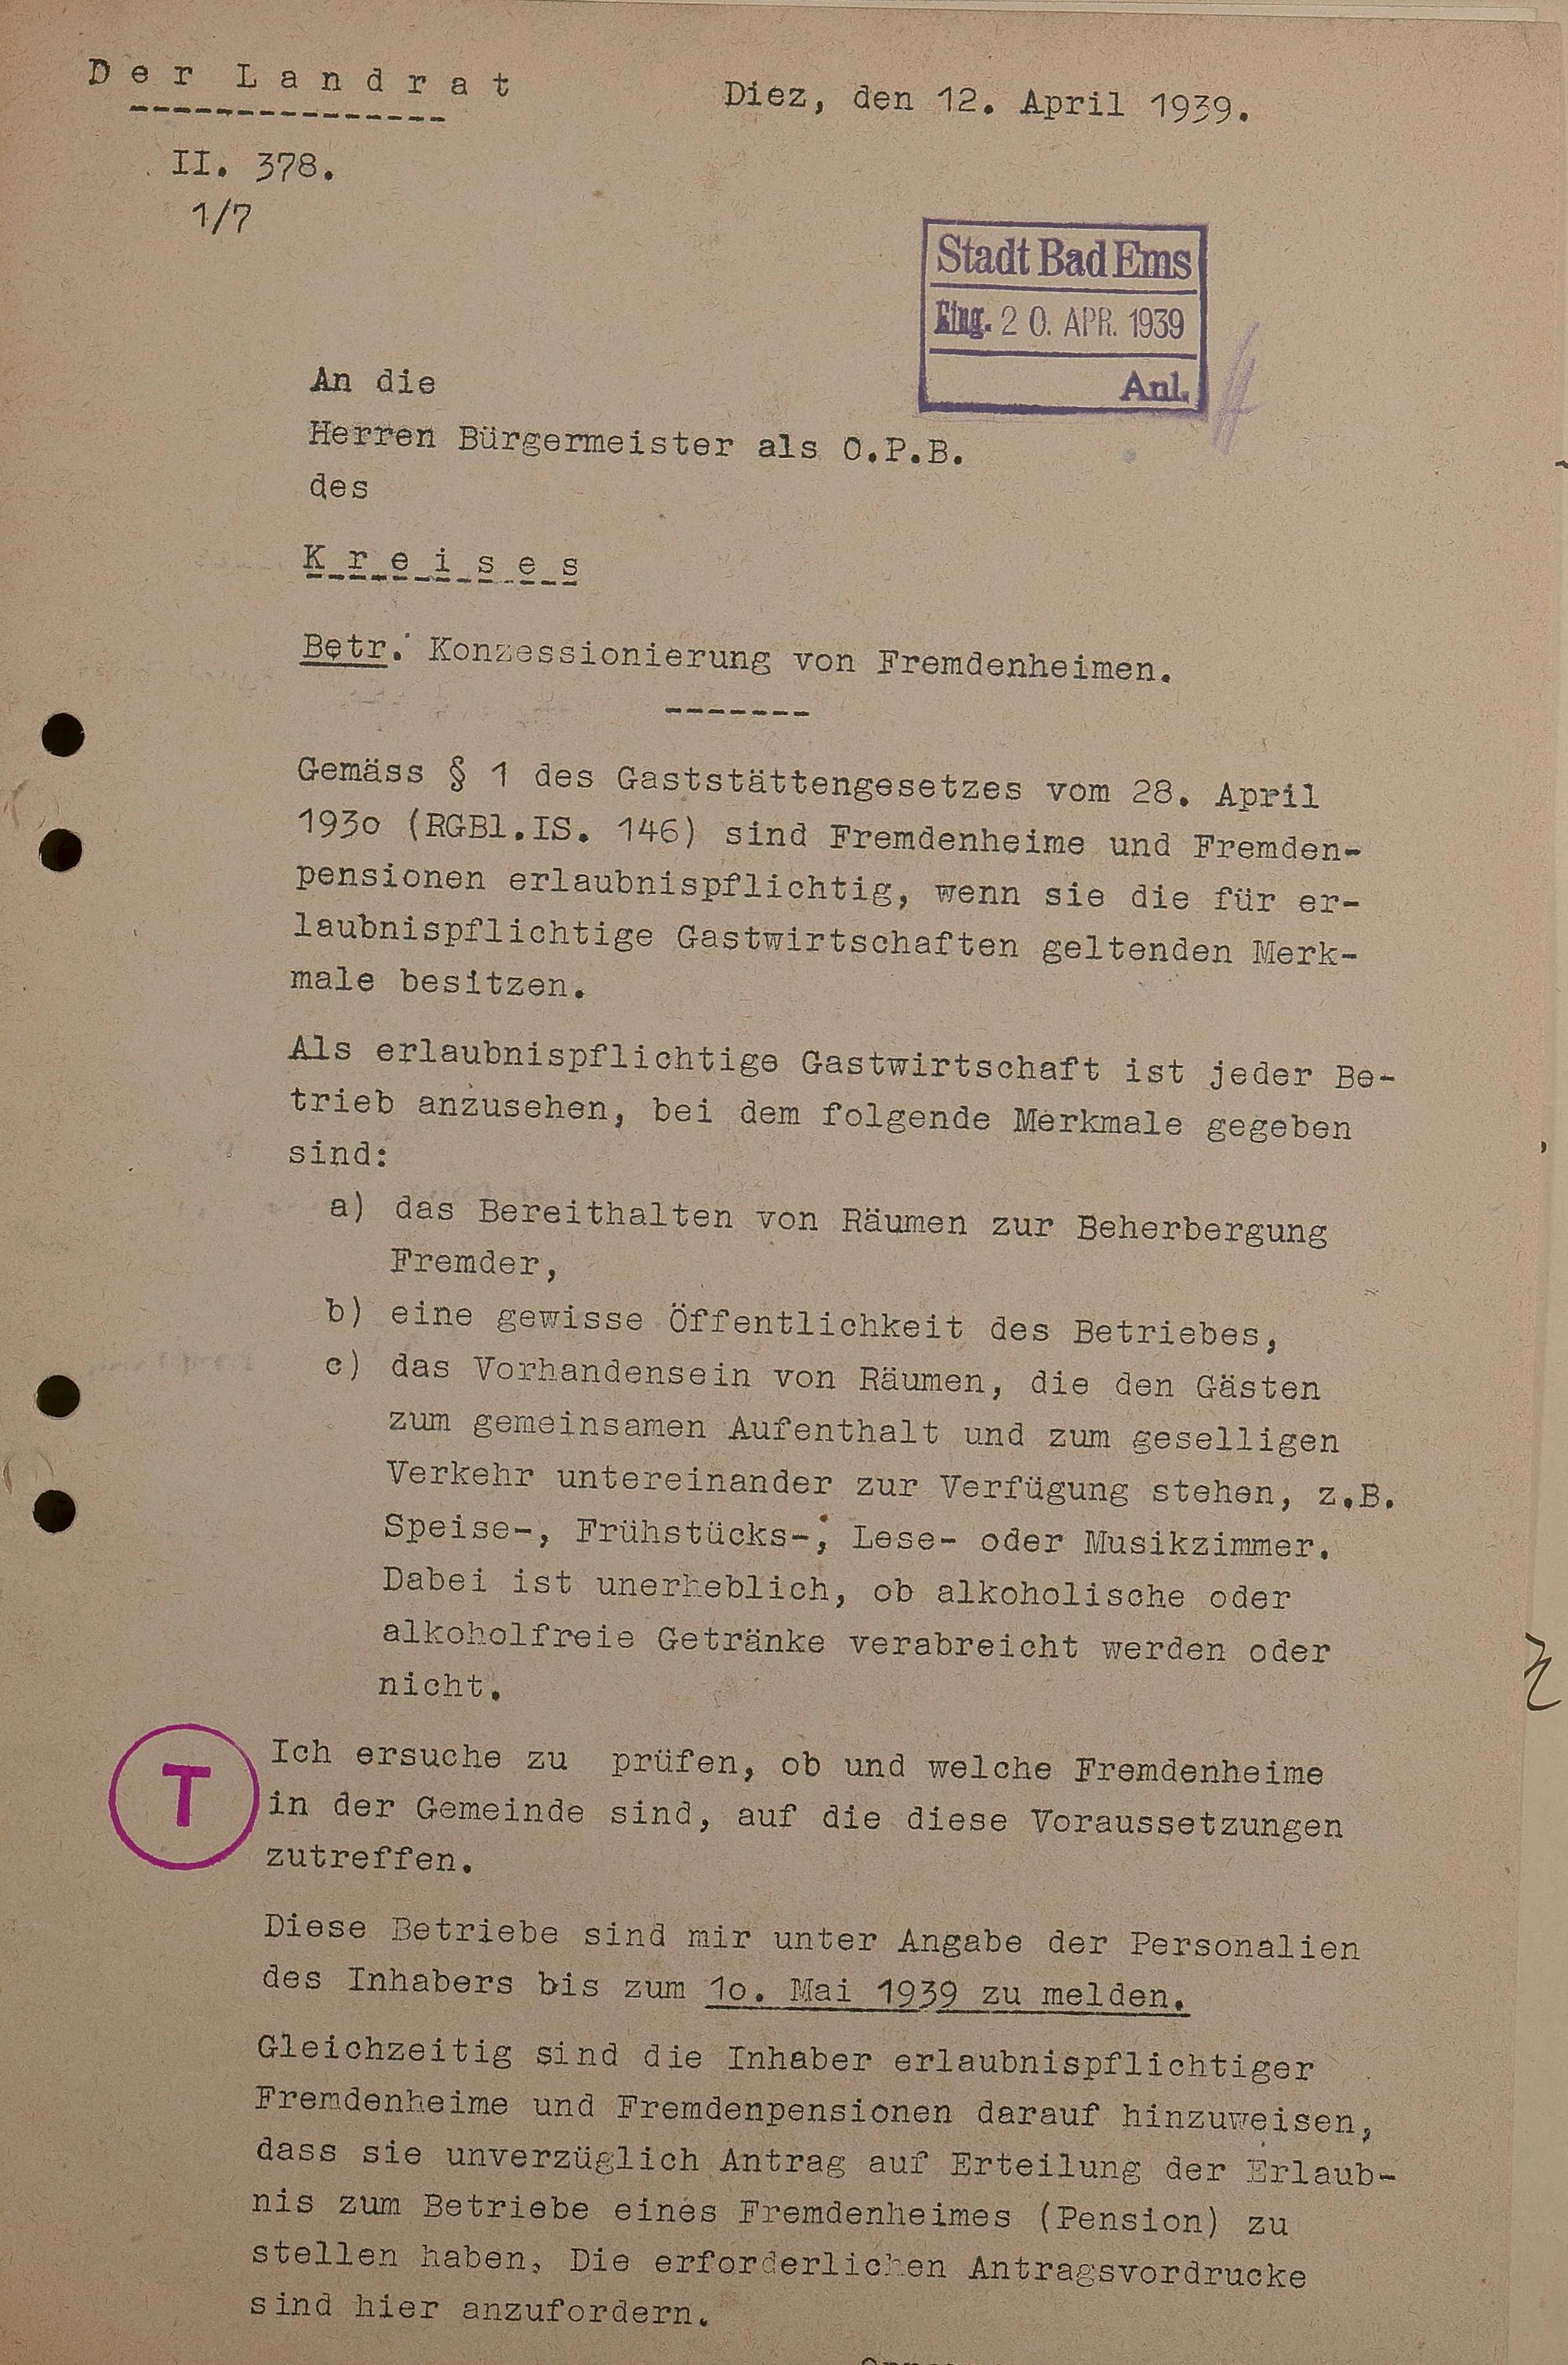 Der Landrat
Diez, den 12. April 1939.
II. 378.
1/7
Stadt Bad Ems
Eing. 20. APR. 1939
Anl.
An die
Herren Bürgermeister als O.P.B.
des
Kreises
Betr. Konzessionierung von Fremdenheimen.
Gemäss § 1 des Gaststättengesetzes vom 28. April
193o (RGBl.IS. 146) sind Fremdenheime und Fremden-
pensionen erlaubnispflichtig, wenn sie die für er-
laubnispflichtige Gastwirtschaften geltenden Merk-
male besitzen.
Als erlaubnispflichtige Gastwirtschaft ist jeder Be-
trieb anzusehen, bei dem folgende Merkmale gegeben
sind:
a) das Bereithalten von Räumen zur Beherbergung
Fremder,
b) eine gewisse Öffentlichkeit des Betriebes,
c) das Vorhandensein von Räumen, die den Gästen
zum gemeinsamen Aufenthalt und zum geselligen
Verkehr untereinander zur Verfügung stehen, z.B.
Speise-, Frühstücks-, Lese- oder Musikzimmer.
Dabei ist unerheblich, ob alkoholische oder
alkoholfreie Getränke verabreicht werden oder
nicht.
T
Ich ersuche zu prüfen, ob und welche Fremdenheime
in der Gemeinde sind, auf die diese Voraussetzungen
zutreffen.
Diese Betriebe sind mir unter Angabe der Personalien
des Inhabers bis zum 1o. Mai 1939 zu melden.
Gleichzeitig sind die Inhaber erlaubnispflichtiger
Fremdenheime und Fremdenpensionen darauf hinzuweisen,
dass sie unverzüglich Antrag auf Erteilung der Erlaub-
nis zum Betriebe eines Fremdenheimes (Pension) zu
stellen haben. Die erforderlichen Antragsvordrucke
sind hier anzufordern.